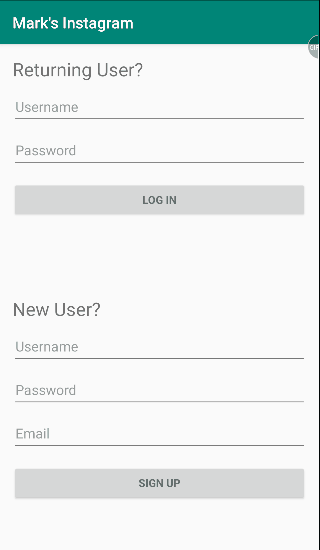 Mark's Instagram
Returning User?
Username
Password
LOG IN
New User?
Username
Password
Email
SIGN UP